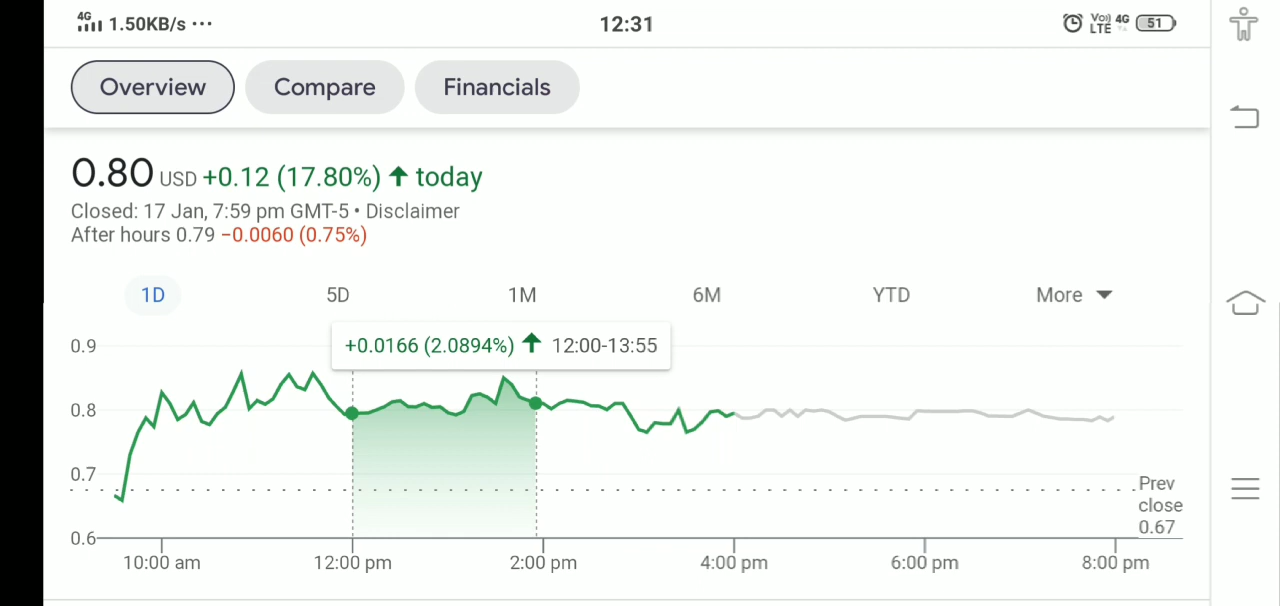 4G 1.50KB/s ··· 12:31 Vo)) LTE 4G 51
Overview Compare Financials
0.80 USD +0.12 (17.80%) ↑ today
Closed: 17 Jan, 7:59 pm GMT-5 • Disclaimer
After hours 0.79 −0.0060 (0.75%)
1D 5D 1M 6M YTD More
+0.0166 (2.0894%) ↑ 12:00-13:55
0.9
0.8
0.7
Prev
close
0.67
0.6
10:00 am 12:00 pm 2:00 pm 4:00 pm 6:00 pm 8:00 pm